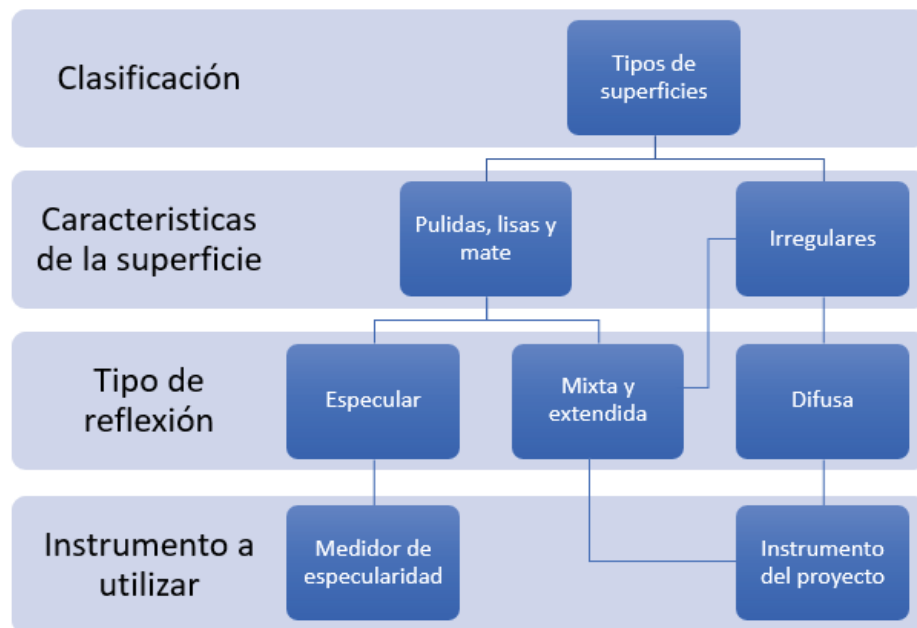 Clasificación
Tipos de
superficies
Caracteristicas
de la superficie
Pulidas, lisas y
mate
Irregulares
Tipo de
reflexión
Especular
Mixta y
extendida
Difusa
Instrumento a
utilizar
Medidor de
especularidad
Instrumento
del proyecto